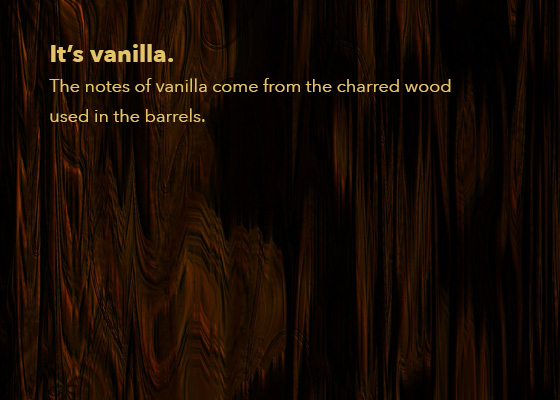 It’s vanilla.
The notes of vanilla come from the charred wood
used in the barrels.